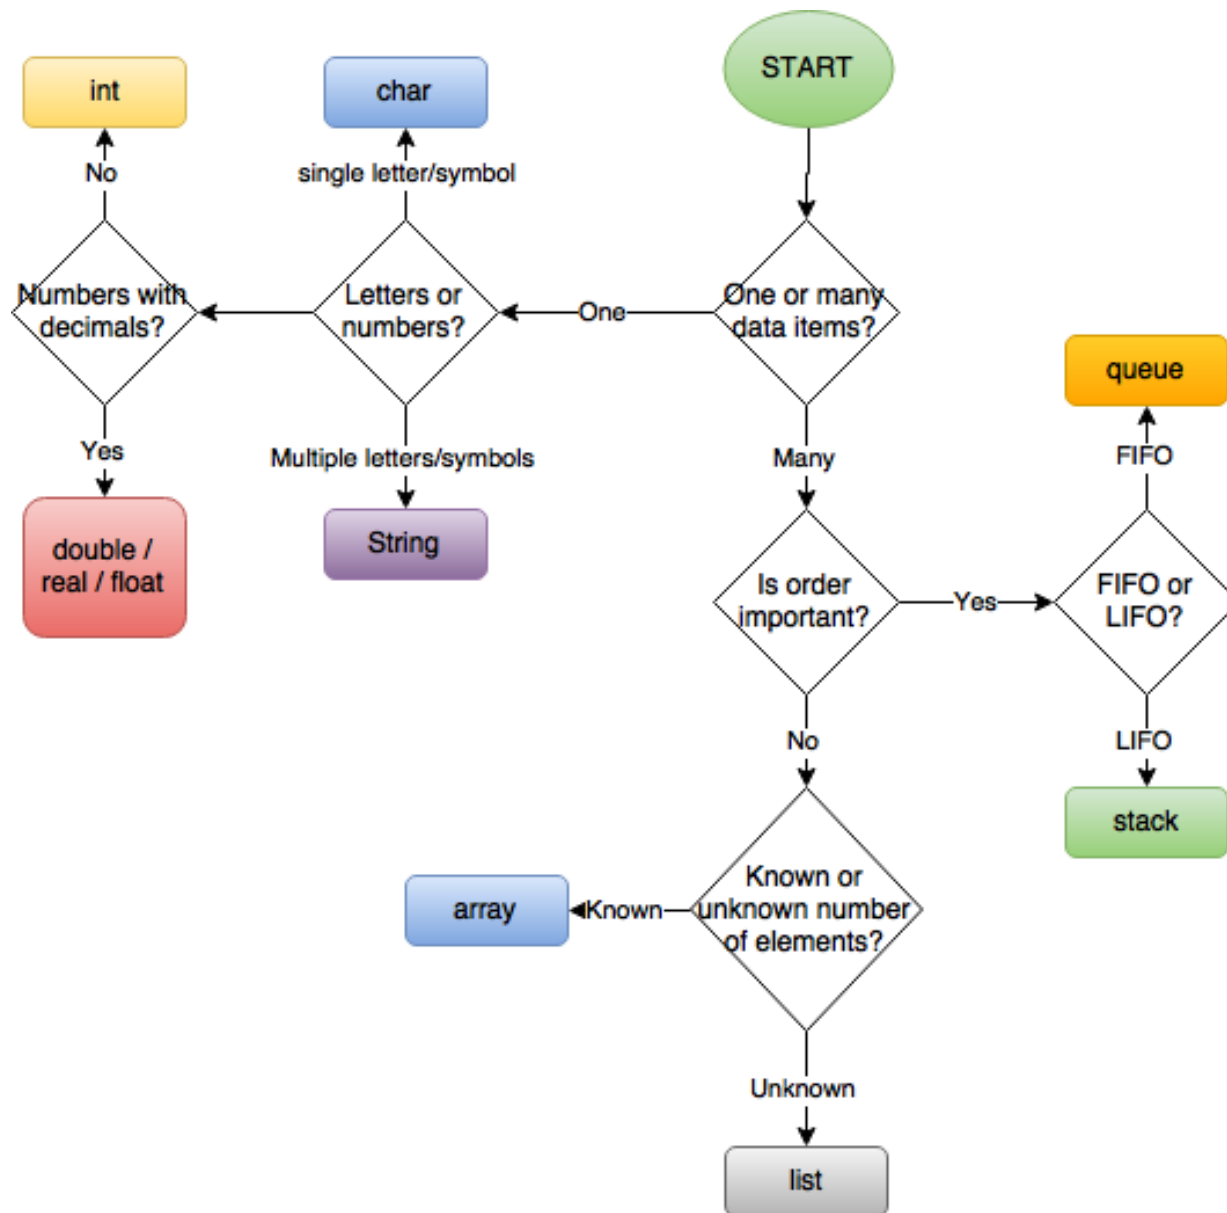 START
int
char
No
single letter/symbol
Numbers with
decimals?
Letters or
numbers?
One
One or many
data items?
queue
Yes
Multiple letters/symbols
Many
FIFO
double /
real / float
String
Is order
important?
Yes
FIFO or
LIFO?
No
LIFO
stack
Known or
unknown number
of elements?
Known
array
Unknown
list